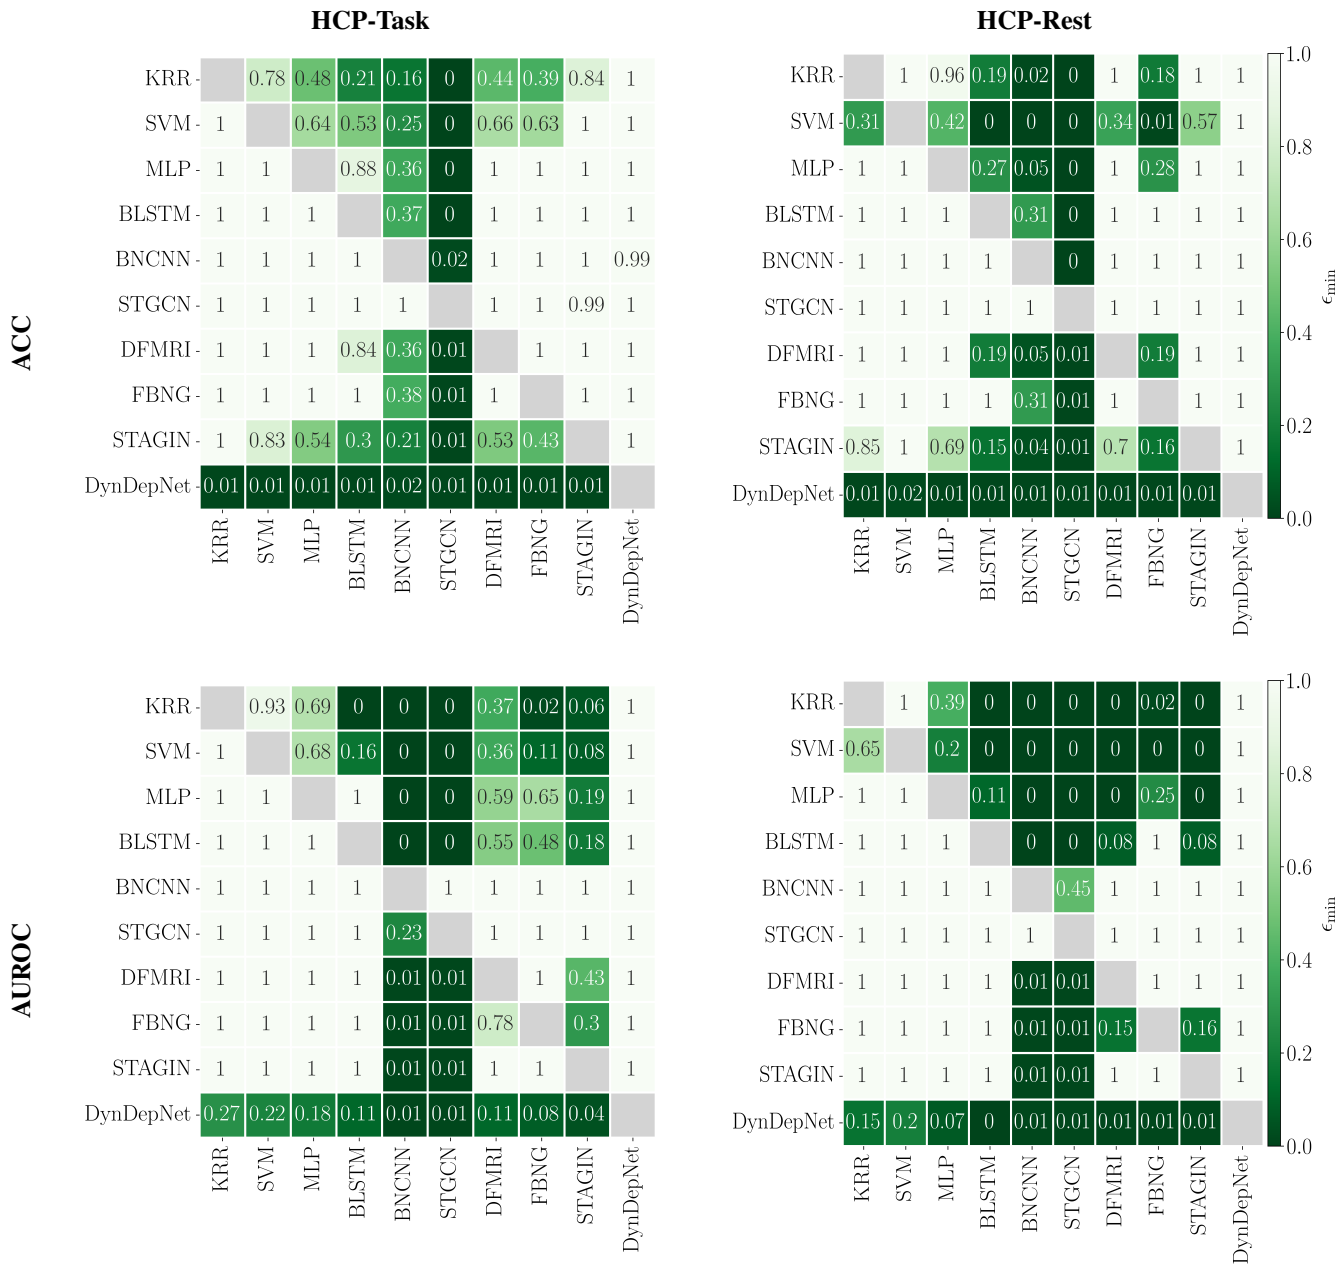 HCP-Task
HCP-Rest
ACC
KRR 0.78 0.48 0.21 0.16 0 0.44 0.39 0.84 1
SVM 1 0.64 0.53 0.25 0 0.66 0.63 1 1
MLP 1 1 0.88 0.36 0 1 1 1 1
BLSTM 1 1 1 0.37 0 1 1 1 1
BNCNN 1 1 1 1 0.02 1 1 1 0.99
STGCN 1 1 1 1 1 1 1 0.99 1
DFMRI 1 1 1 0.84 0.36 0.01 1 1 1
FBNG 1 1 1 1 0.38 0.01 1 1 1
STAGIN 1 0.83 0.54 0.3 0.21 0.01 0.53 0.43 1
DynDepNet 0.01 0.01 0.01 0.01 0.02 0.01 0.01 0.01 0.01
KRR SVM MLP BLSTM BNCNN STGCN DFMRI FBNG STAGIN DynDepNet
KRR 1 0.96 0.19 0.02 0 1 0.18 1 1
SVM 0.31 0.42 0 0 0 0.34 0.01 0.57 1
MLP 1 1 0.27 0.05 0 1 0.28 1 1
BLSTM 1 1 1 0.31 0 1 1 1 1
BNCNN 1 1 1 1 0 1 1 1 1
STGCN 1 1 1 1 1 1 1 1 1
DFMRI 1 1 1 0.19 0.05 0.01 0.19 1 1
FBNG 1 1 1 1 0.31 0.01 1 1 1
STAGIN 0.85 1 0.69 0.15 0.04 0.01 0.7 0.16 1
DynDepNet 0.01 0.02 0.01 0.01 0.01 0.01 0.01 0.01 0.01
KRR SVM MLP BLSTM BNCNN STGCN DFMRI FBNG STAGIN DynDepNet
1.0
0.8
0.6
0.4
0.2
0.0
ϵmin
AUROC
KRR 0.93 0.69 0 0 0 0.37 0.02 0.06 1
SVM 1 0.68 0.16 0 0 0.36 0.11 0.08 1
MLP 1 1 1 0 0 0.59 0.65 0.19 1
BLSTM 1 1 1 0 0 0.55 0.48 0.18 1
BNCNN 1 1 1 1 1 1 1 1 1
STGCN 1 1 1 1 0.23 1 1 1 1
DFMRI 1 1 1 1 0.01 0.01 1 0.43 1
FBNG 1 1 1 1 0.01 0.01 0.78 0.3 1
STAGIN 1 1 1 1 0.01 0.01 1 1 1
DynDepNet 0.27 0.22 0.18 0.11 0.01 0.01 0.11 0.08 0.04
KRR SVM MLP BLSTM BNCNN STGCN DFMRI FBNG STAGIN DynDepNet
KRR 1 0.39 0 0 0 0 0.02 0 1
SVM 0.65 0.2 0 0 0 0 0 0 1
MLP 1 1 0.11 0 0 0 0.25 0 1
BLSTM 1 1 1 0 0 0.08 1 0.08 1
BNCNN 1 1 1 1 0.45 1 1 1 1
STGCN 1 1 1 1 1 1 1 1 1
DFMRI 1 1 1 1 0.01 0.01 1 1 1
FBNG 1 1 1 1 0.01 0.01 0.15 0.16 1
STAGIN 1 1 1 1 0.01 0.01 1 1 1
DynDepNet 0.15 0.2 0.07 0 0.01 0.01 0.01 0.01 0.01
KRR SVM MLP BLSTM BNCNN STGCN DFMRI FBNG STAGIN DynDepNet
1.0
0.8
0.6
0.4
0.2
0.0
ϵmin